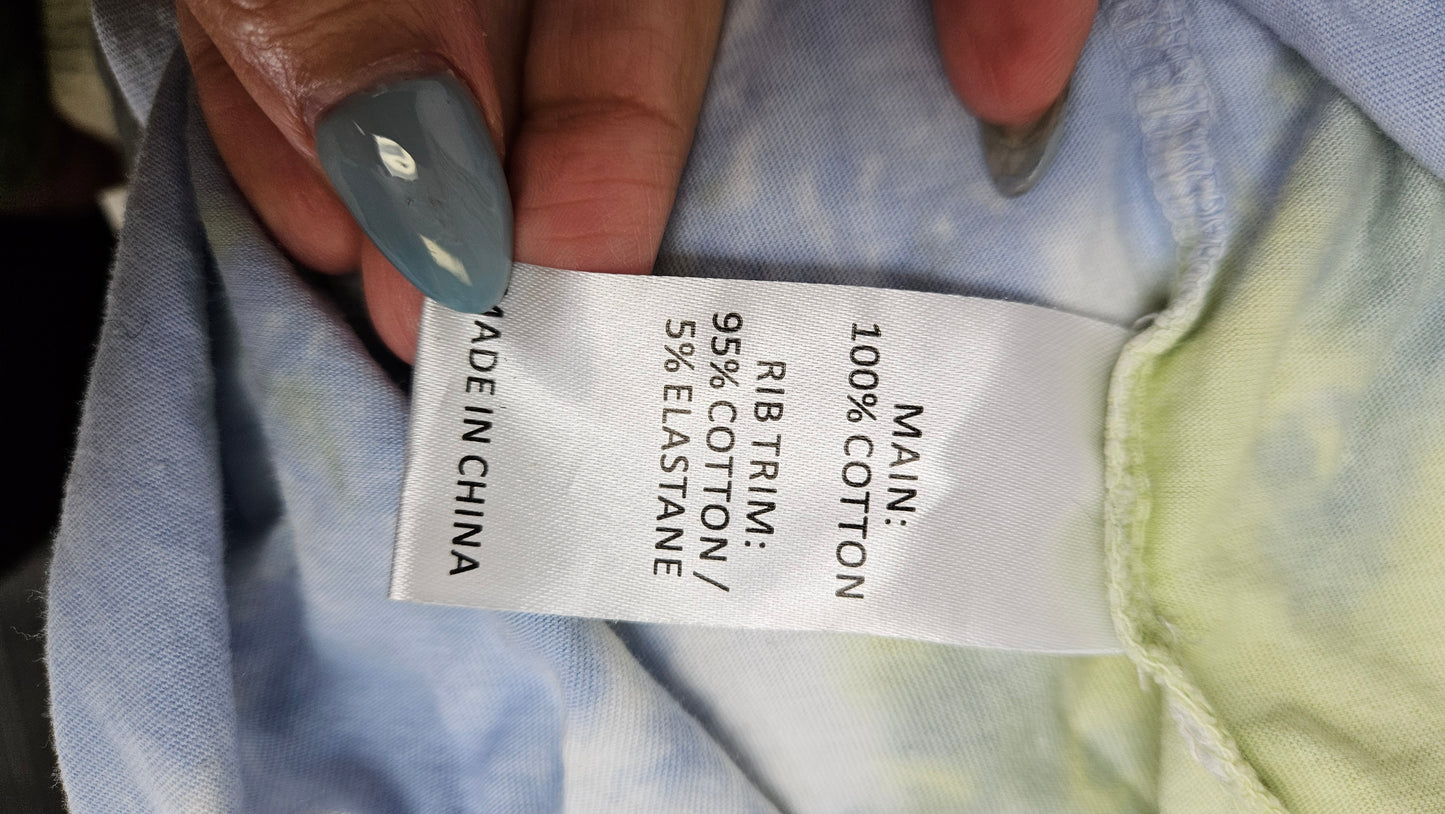 MAIN:
100% COTTON
RIB TRIM:
95% COTTON /
5% ELASTANE
MADE IN CHINA